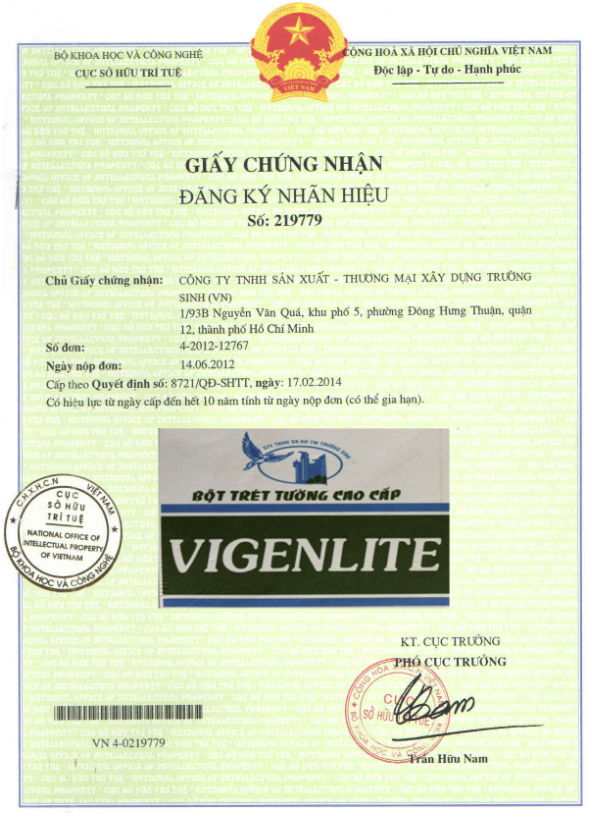 BỘ KHOA HỌC VÀ CÔNG NGHỆ
CỤC SỞ HỮU TRÍ TUỆ
CỘNG HOÀ XÃ HỘI CHỦ NGHĨA VIỆT NAM
Độc lập - Tự do - Hạnh phúc
VIỆT NAM
GIẤY CHỨNG NHẬN
ĐĂNG KÝ NHÃN HIỆU
Số: 219779
Chủ Giấy chứng nhận: CÔNG TY TNHH SẢN XUẤT - THƯƠNG MẠI XÂY DỰNG TRƯỜNG
SINH (VN)
1/93B Nguyễn Văn Quá, khu phố 5, phường Đông Hưng Thuận, quận
12, thành phố Hồ Chí Minh
Số đơn: 4-2012-12767
Ngày nộp đơn: 14.06.2012
Cấp theo Quyết định số: 8721/QĐ-SHTT, ngày: 17.02.2014
Có hiệu lực từ ngày cấp đến hết 10 năm tính từ ngày nộp đơn (có thể gia hạn).
BỘT TRÉT TƯỜNG CAO CẤP
VIGENLITE
C.H.X.H.C.N VIỆT NAM
CỤC
SỞ HỮU
TRÍ TUỆ
NATIONAL OFFICE OF
INTELLECTUAL PROPERTY
OF VIETNAM
BỘ KHOA HỌC VÀ CÔNG NGHỆ
KT. CỤC TRƯỞNG
PHÓ CỤC TRƯỞNG
CỤC
SỞ HỮU
TRÍ TUỆ
Trần Hữu Nam
VN 4-0219779